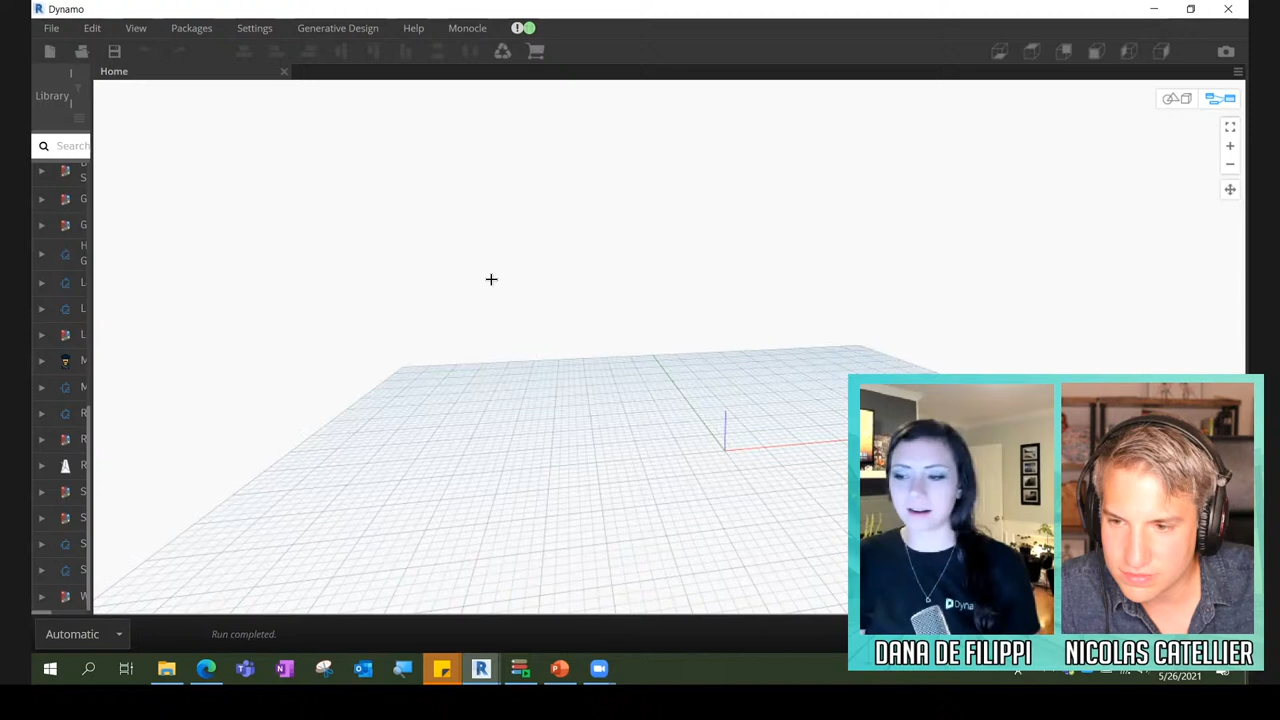 Dynamo
File Edit View Packages Settings Generative Design Help Monocle
Home
Library
Search
S
G
G
H
G
L
L
L
M
M
R
R
R
S
S
S
S
W
Automatic
Run completed.
Dyna
DANA DE FILIPPI
NICOLAS CATELLIER
5/26/2021